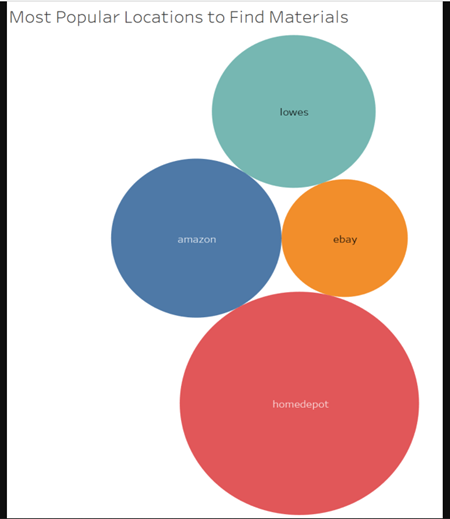 Most Popular Locations to Find Materials
lowes
amazon
ebay
homedepot